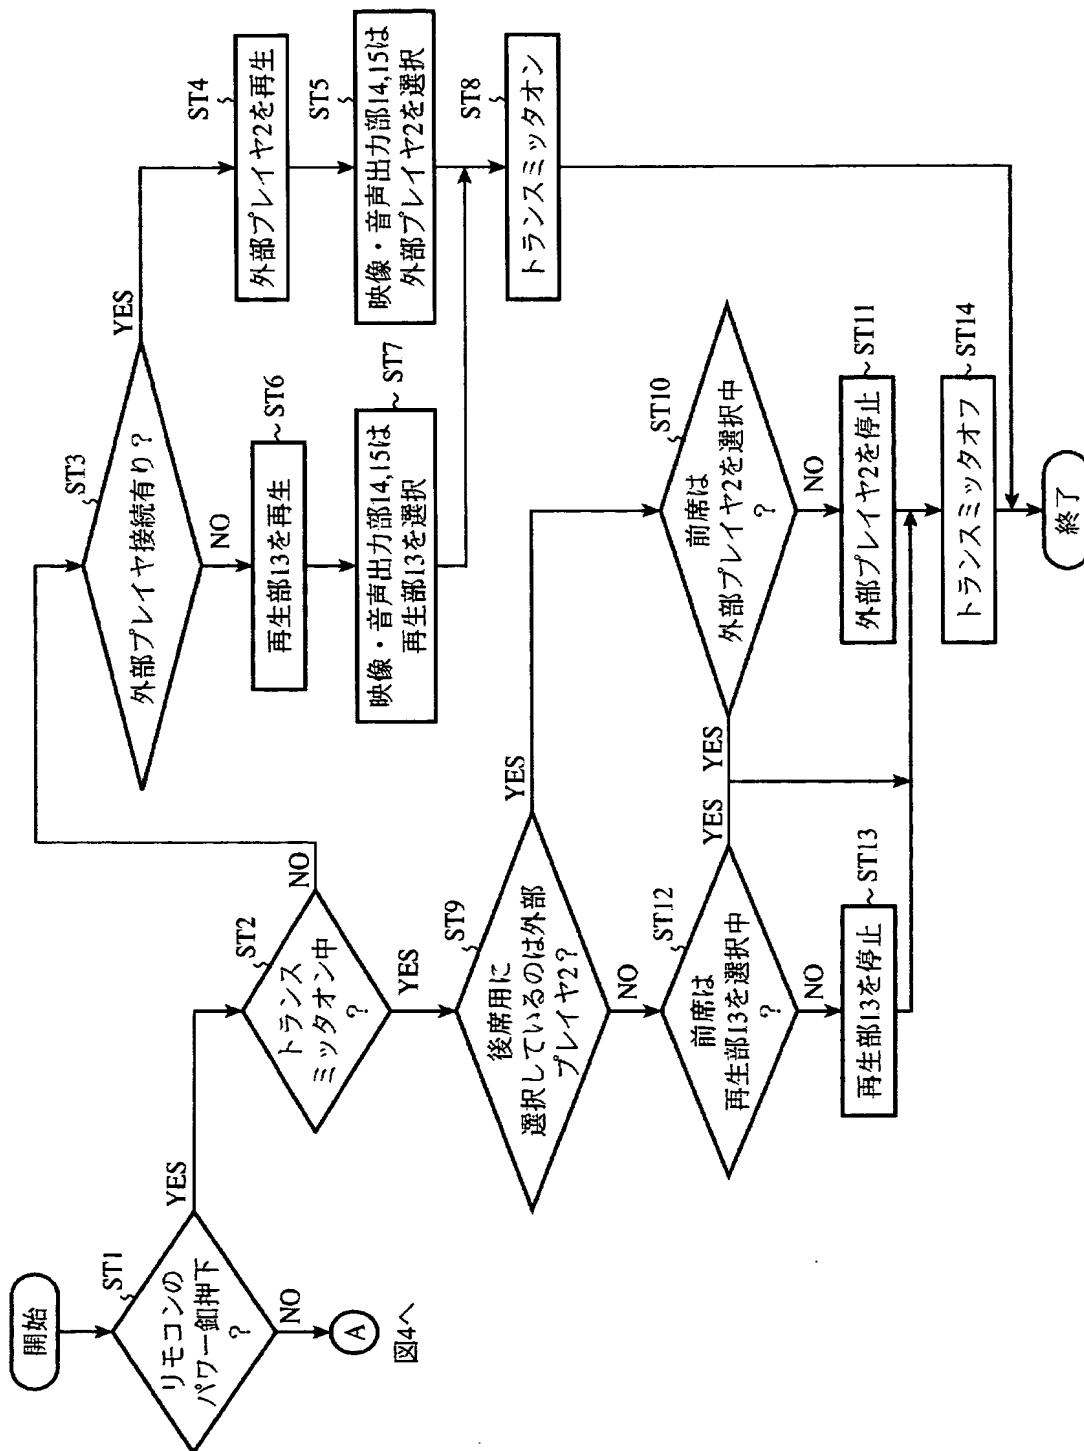 開始
ST1
リモコンの
パワー釦押下
?
YES
NO
A
図4へ
ST2
トランス
ミッタオン中
?
NO
YES
ST3
外部プレイヤ接続有り?
YES
NO
ST4
外部プレイヤ2を再生
ST5
映像・音声出力部14,15は
外部プレイヤ2を選択
ST6
再生部13を再生
ST7
映像・音声出力部14,15は
再生部13を選択
ST8
トランスミッタオン
ST9
後席用に
選択しているのは外部
プレイヤ2?
YES
NO
ST10
前席は
外部プレイヤ2を選択中
?
YES
NO
ST11
外部プレイヤ2を停止
ST12
前席は
再生部13を選択中
?
YES
NO
ST13
再生部13を停止
ST14
トランスミッタオフ
終了